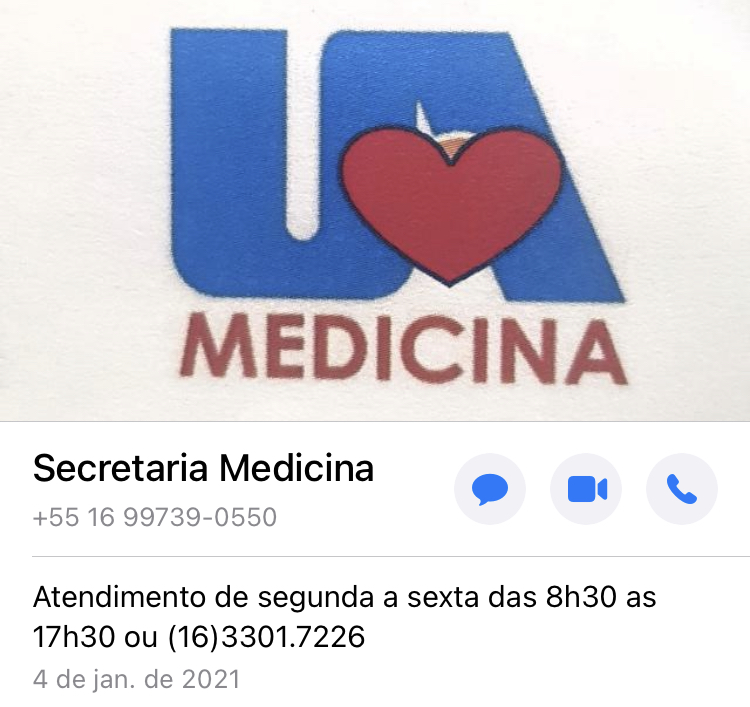 UA
MEDICINA
Secretaria Medicina
+55 16 99739-0550
Atendimento de segunda a sexta das 8h30 as
17h30 ou (16)3301.7226
4 de jan. de 2021